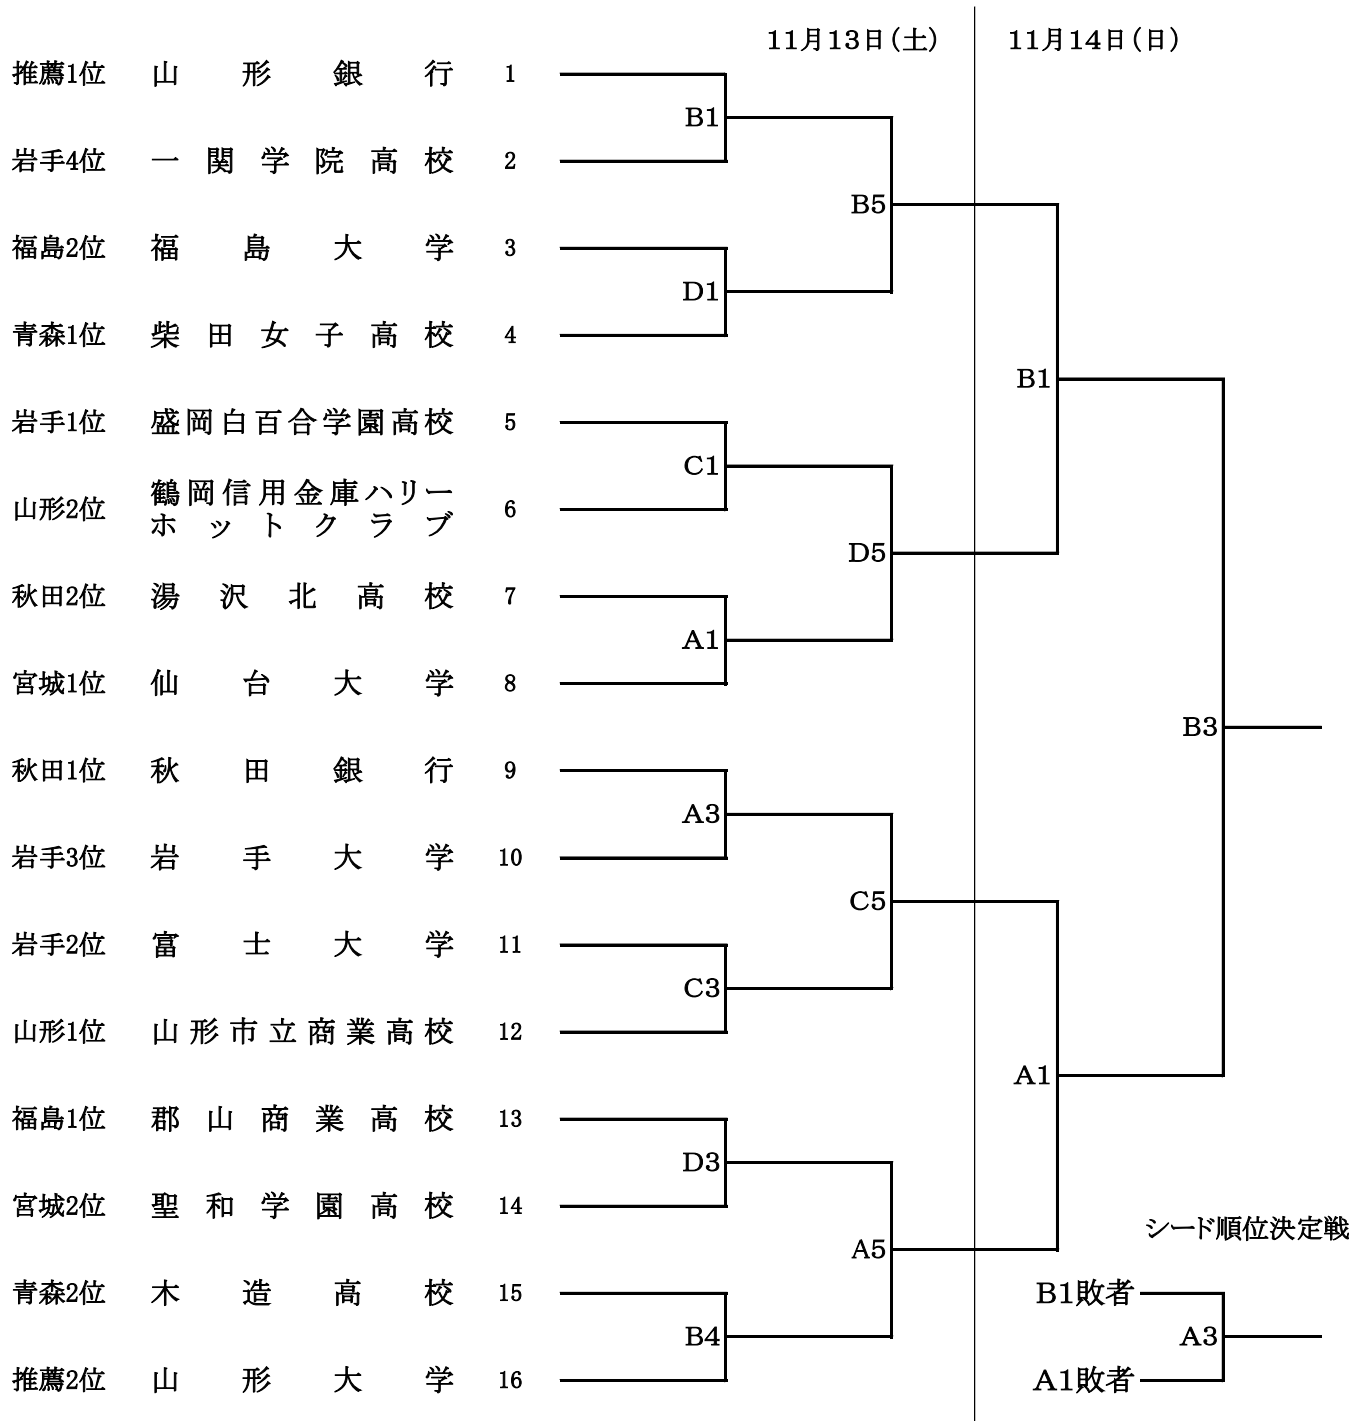 11月13日(土) 11月14日(日)
推薦1位 山形銀行 1
B1
岩手4位 一関学院高校 2
B5
福島2位 福島大学 3
D1
青森1位 柴田女子高校 4
B1
岩手1位 盛岡白百合学園高校 5
C1
山形2位 鶴岡信用金庫ハリー
ホットクラブ 6
D5
秋田2位 湯沢北高校 7
A1
宮城1位 仙台大学 8
B3
秋田1位 秋田銀行 9
A3
岩手3位 岩手大学 10
C5
岩手2位 富士大学 11
C3
山形1位 山形市立商業高校 12
A1
福島1位 郡山商業高校 13
D3
宮城2位 聖和学園高校 14
シード順位決定戦
A5
青森2位 木造高校 15 B1敗者
B4 A3
推薦2位 山形大学 16 A1敗者